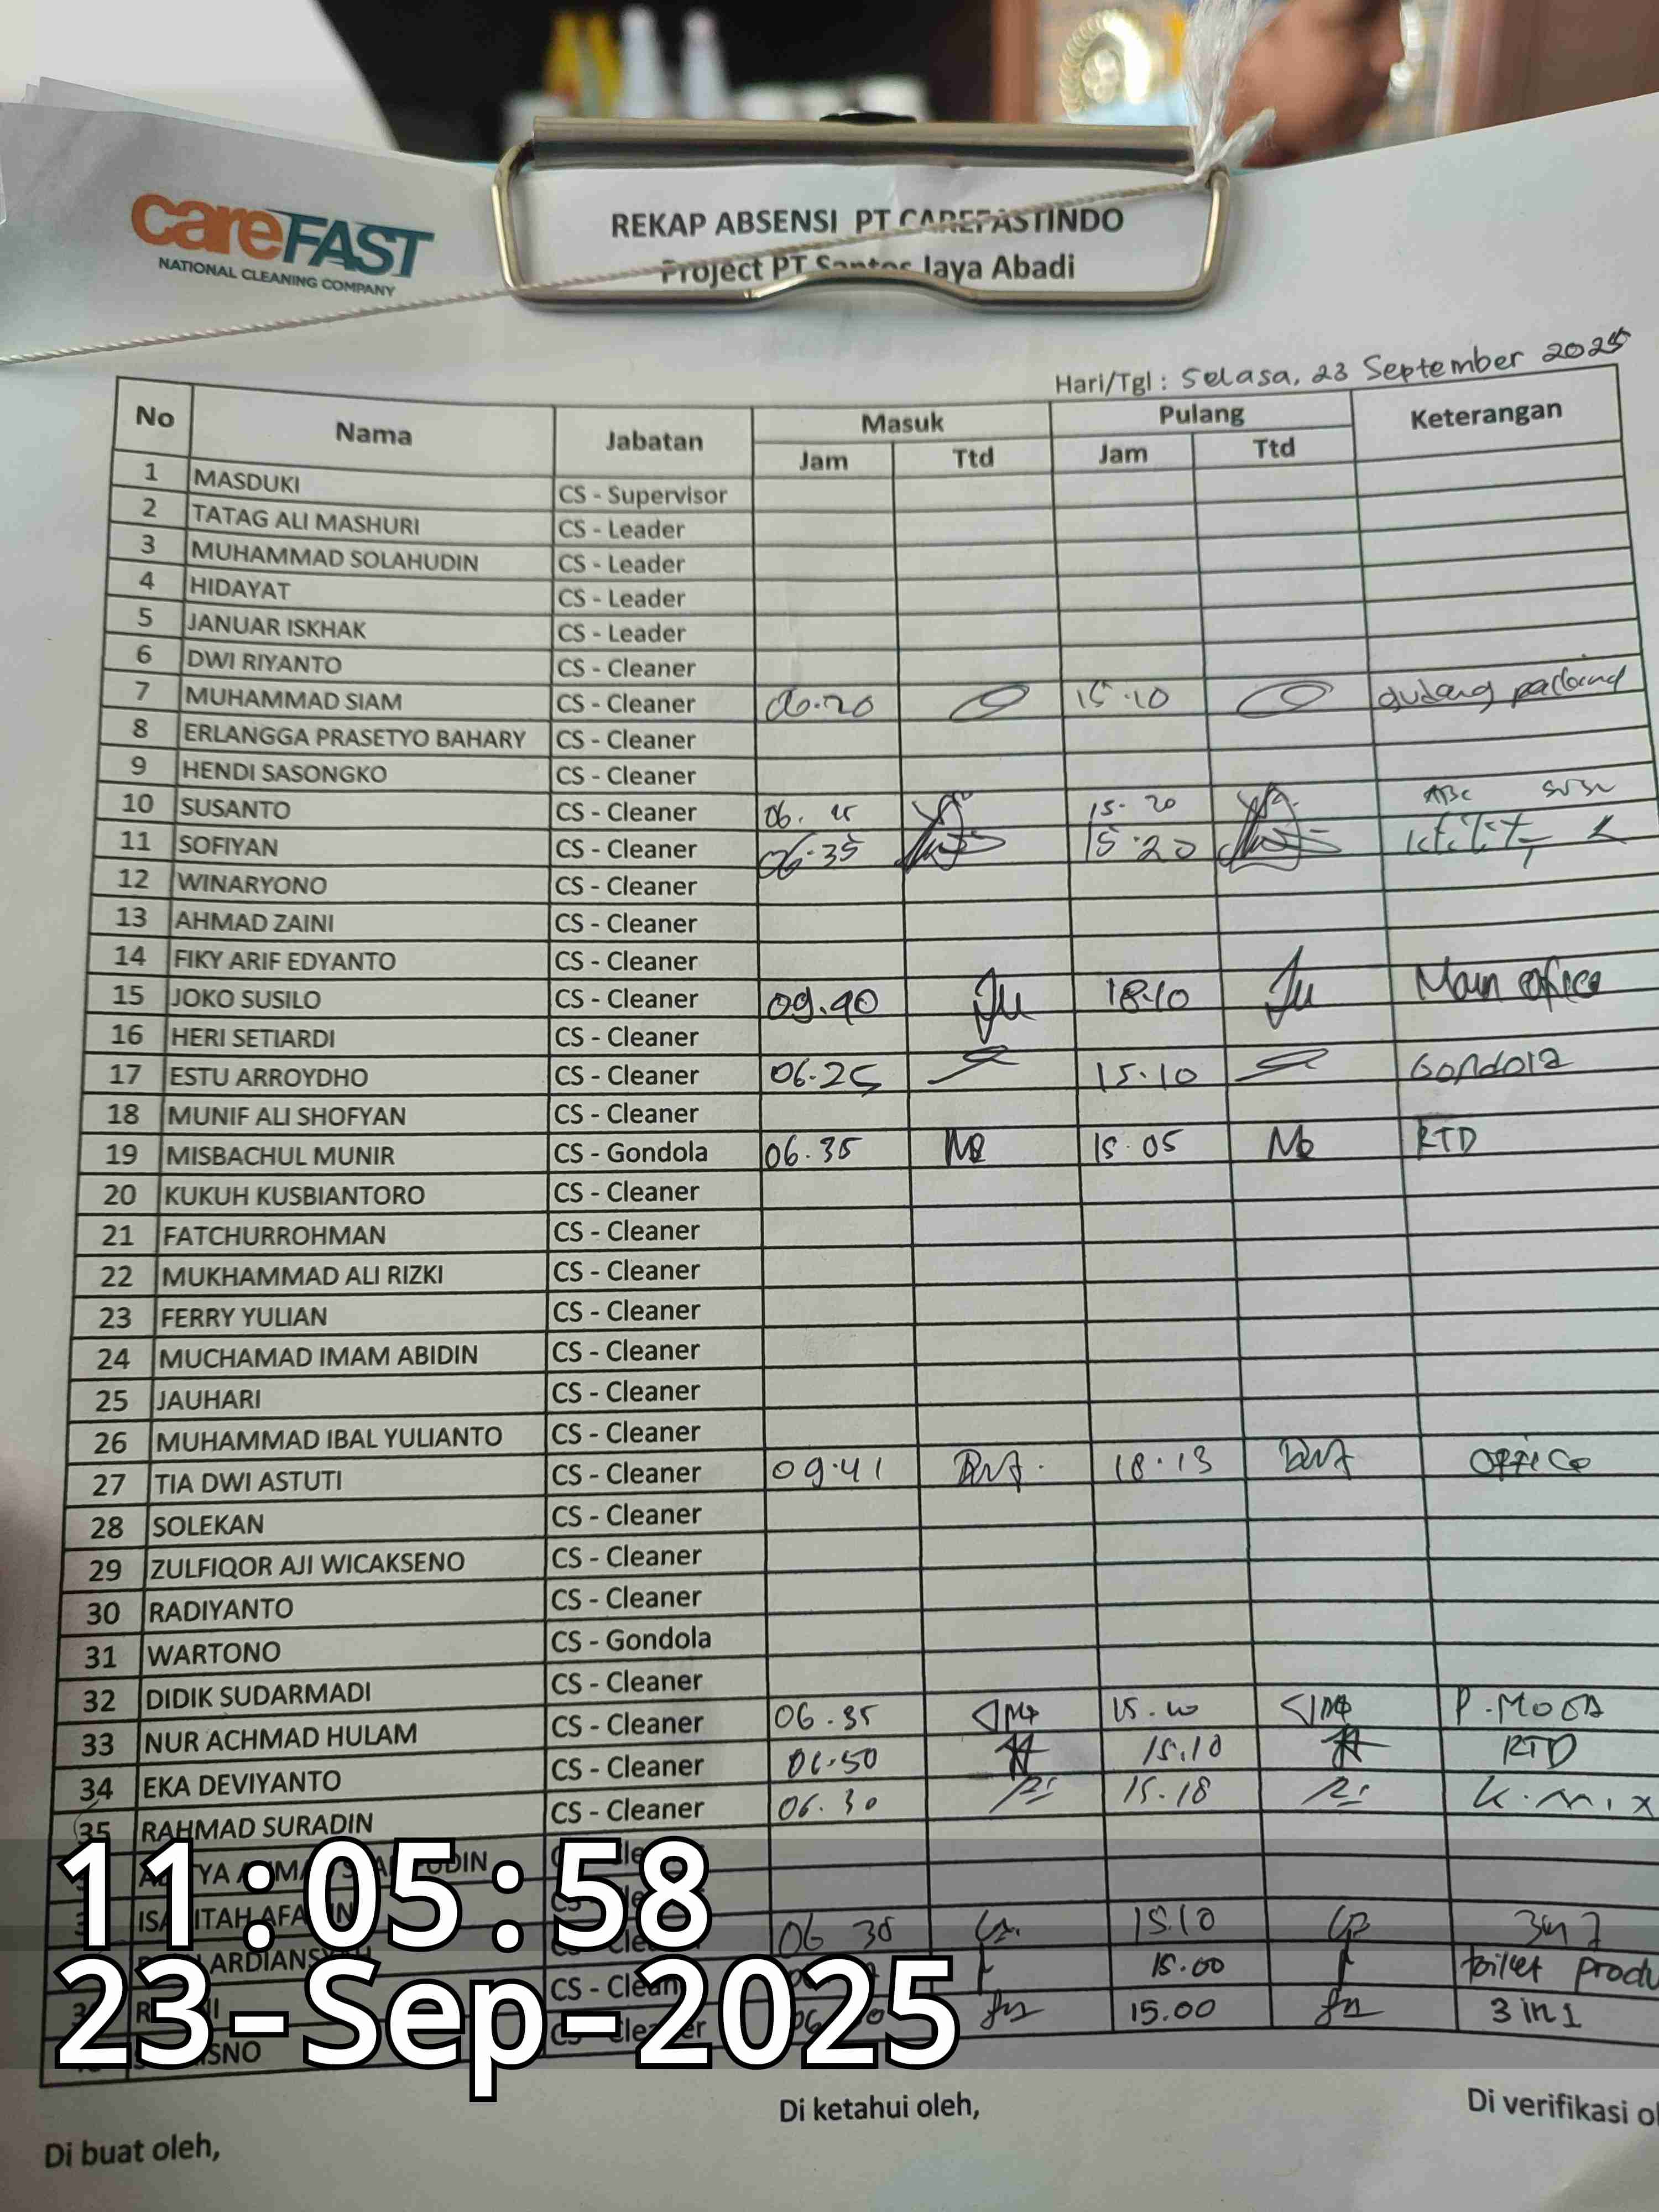 careFAST
NATIONAL CLEANING COMPANY
REKAP ABSENSI PT CAREFASTINDO
Project PT Santos Jaya Abadi
Hari/Tgl : Selasa, 23 September 2025
No Nama Jabatan Masuk Pulang Keterangan
Jam Ttd Jam Ttd
1 MASDUKI CS - Supervisor
2 TATAG ALI MASHURI CS - Leader
3 MUHAMMAD SOLAHUDIN CS - Leader
4 HIDAYAT CS - Leader
5 JANUAR ISKHAK CS - Leader
6 DWI RIYANTO CS - Cleaner
7 MUHAMMAD SIAM CS - Cleaner 06.20 15.10 gudang
8 ERLANGGA PRASETYO BAHARY CS - Cleaner
9 HENDI SASONGKO CS - Cleaner
10 SUSANTO CS - Cleaner 06. 15. 20
11 SOFIYAN CS - Cleaner 06.35 15.20
12 WINARYONO CS - Cleaner
13 AHMAD ZAINI CS - Cleaner
14 FIKY ARIF EDYANTO CS - Cleaner
15 JOKO SUSILO CS - Cleaner 09.40 18.10 Main office
16 HERI SETIARDI CS - Cleaner
17 ESTU ARROYDHO CS - Cleaner 06.25 15.10 Gondola
18 MUNIF ALI SHOFYAN CS - Cleaner
19 MISBACHUL MUNIR CS - Gondola 06.35 15.05 RTD
20 KUKUH KUSBIANTORO CS - Cleaner
21 FATCHURROHMAN CS - Cleaner
22 MUKHAMMAD ALI RIZKI CS - Cleaner
23 FERRY YULIAN CS - Cleaner
24 MUCHAMAD IMAM ABIDIN CS - Cleaner
25 JAUHARI CS - Cleaner
26 MUHAMMAD IBAL YULIANTO CS - Cleaner
27 TIA DWI ASTUTI CS - Cleaner 09.41 18.13 OFFICE
28 SOLEKAN CS - Cleaner
29 ZULFIQOR AJI WICAKSENO CS - Cleaner
30 RADIYANTO CS - Cleaner
31 WARTONO CS - Gondola
32 DIDIK SUDARMADI CS - Cleaner
33 NUR ACHMAD HULAM CS - Cleaner 06.35
34 EKA DEVIYANTO CS - Cleaner 06.50 15.10 RTD
35 RAHMAD SURADIN CS - Cleaner 06.30 15.18 K.mix
06 38 15.10
CS - Cleaner 15.00 toilet produ
CS - Cleaner 15.00 3 in 1
11:05:58
23-Sep-2025
Di buat oleh,
Di ketahui oleh,
Di verifikasi ol